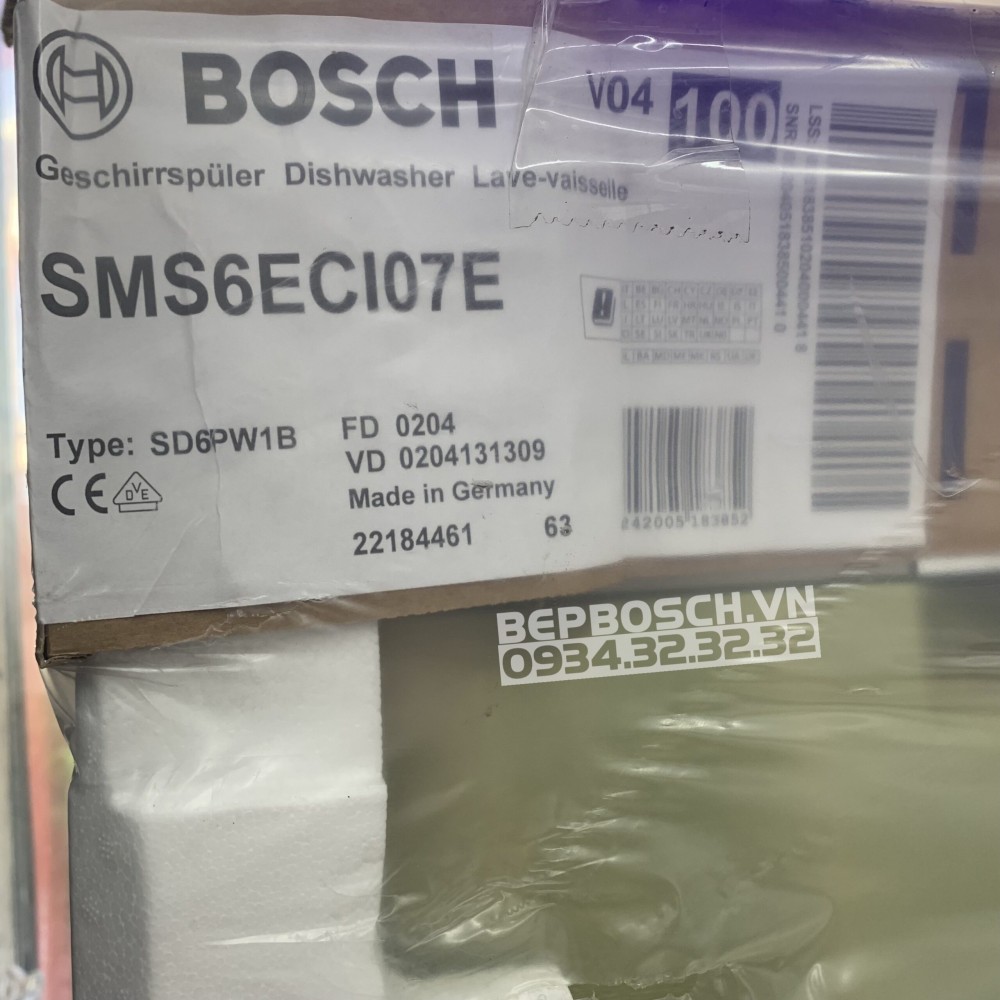 BOSCH
V04 100
Geschirrspüler Dishwasher Lave-vaisselle
SMS6ECI07E
Type: SD6PW1B
FD 0204
VD 0204131309
Made in Germany
22184461 63
CE
DVE
BEPBOSCH.VN
0934.32.32.32